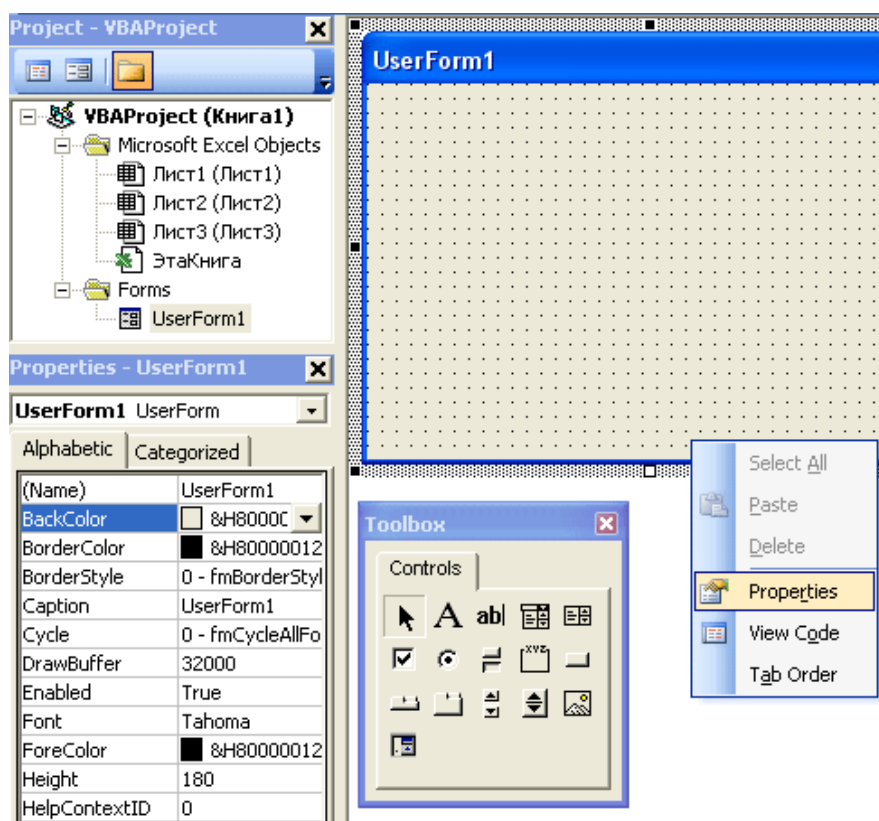 Project - VBAProject
VBAProject (Книга1)
Microsoft Excel Objects
Лист1 (Лист1)
Лист2 (Лист2)
Лист3 (Лист3)
ЭтаКнига
Forms
UserForm1
Properties - UserForm1
UserForm1 UserForm
Alphabetic Categorized
(Name) UserForm1
BackColor &H8000C
BorderColor &H80000012
BorderStyle 0 - fmBorderStyl
Caption UserForm1
Cycle 0 - fmCycleAllFo
DrawBuffer 32000
Enabled True
Font Tahoma
ForeColor &H80000012
Height 180
HelpContextID 0
UserForm1
Toolbox
Controls
A ab|
xyz
Select All
Paste
Delete
Properties
View Code
Tab Order